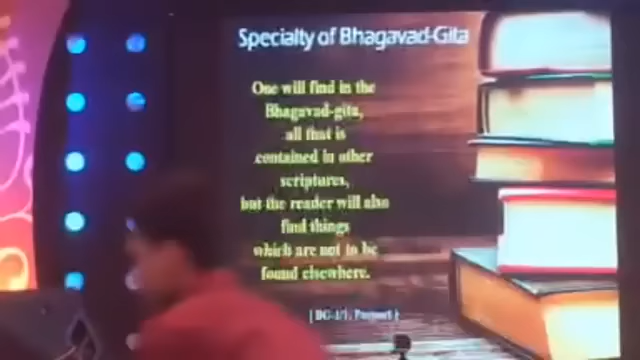 Specialty of Bhagavad-Gita
One will find in the
Bhagavad-gita,
all that is
contained in other
scriptures,
but the reader will also
find things
which are not to be
found elsewhere.
[ BG-1/1, Purport ]